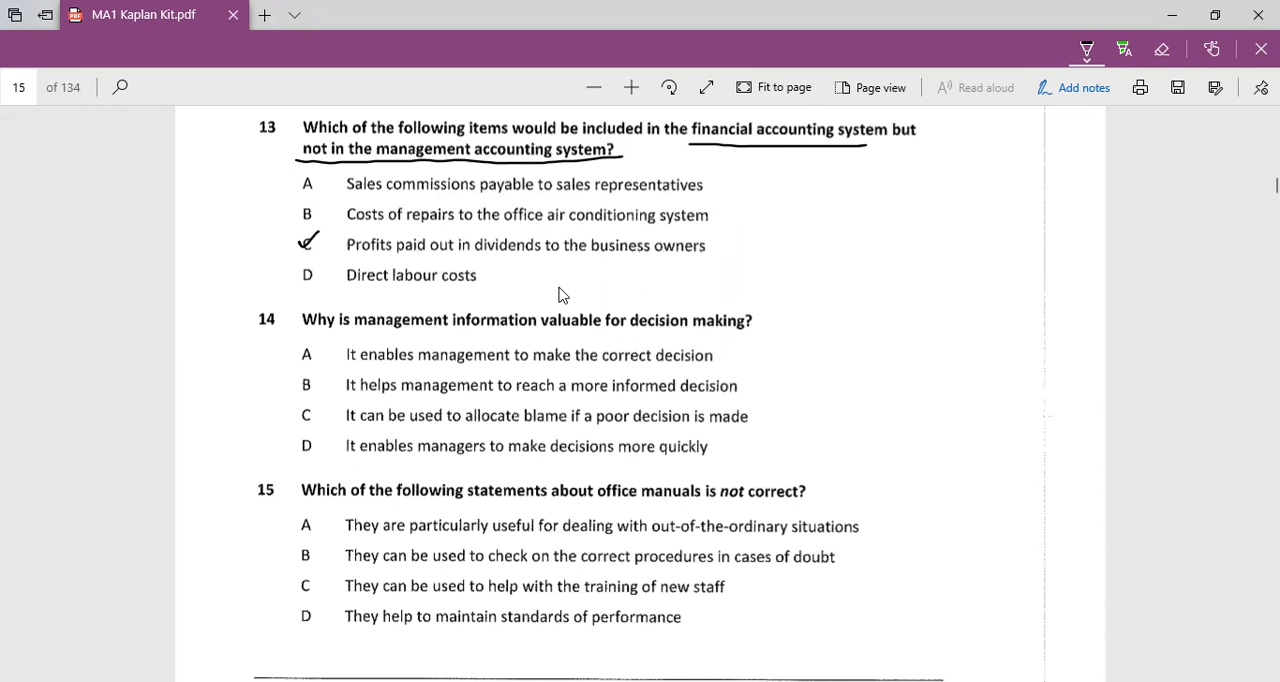 MA1 Kaplan Kit.pdf
15 of 134 Fit to page Page view Read aloud Add notes
13 Which of the following items would be included in the financial accounting system but
not in the management accounting system?
A Sales commissions payable to sales representatives
B Costs of repairs to the office air conditioning system
C Profits paid out in dividends to the business owners
D Direct labour costs
14 Why is management information valuable for decision making?
A It enables management to make the correct decision
B It helps management to reach a more informed decision
C It can be used to allocate blame if a poor decision is made
D It enables managers to make decisions more quickly
15 Which of the following statements about office manuals is not correct?
A They are particularly useful for dealing with out-of-the-ordinary situations
B They can be used to check on the correct procedures in cases of doubt
C They can be used to help with the training of new staff
D They help to maintain standards of performance